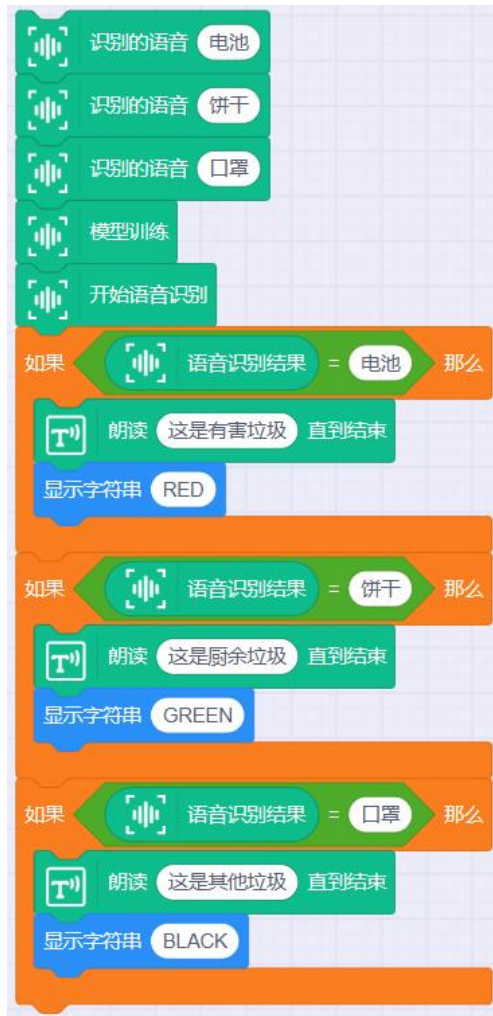 识别的语音 电池
识别的语音 饼干
识别的语音 口罩
模型训练
开始语音识别
如果 语音识别结果 = 电池 那么
朗读 这是有害垃圾 直到结束
显示字符串 RED
如果 语音识别结果 = 饼干 那么
朗读 这是厨余垃圾 直到结束
显示字符串 GREEN
如果 语音识别结果 = 口罩 那么
朗读 这是其他垃圾 直到结束
显示字符串 BLACK